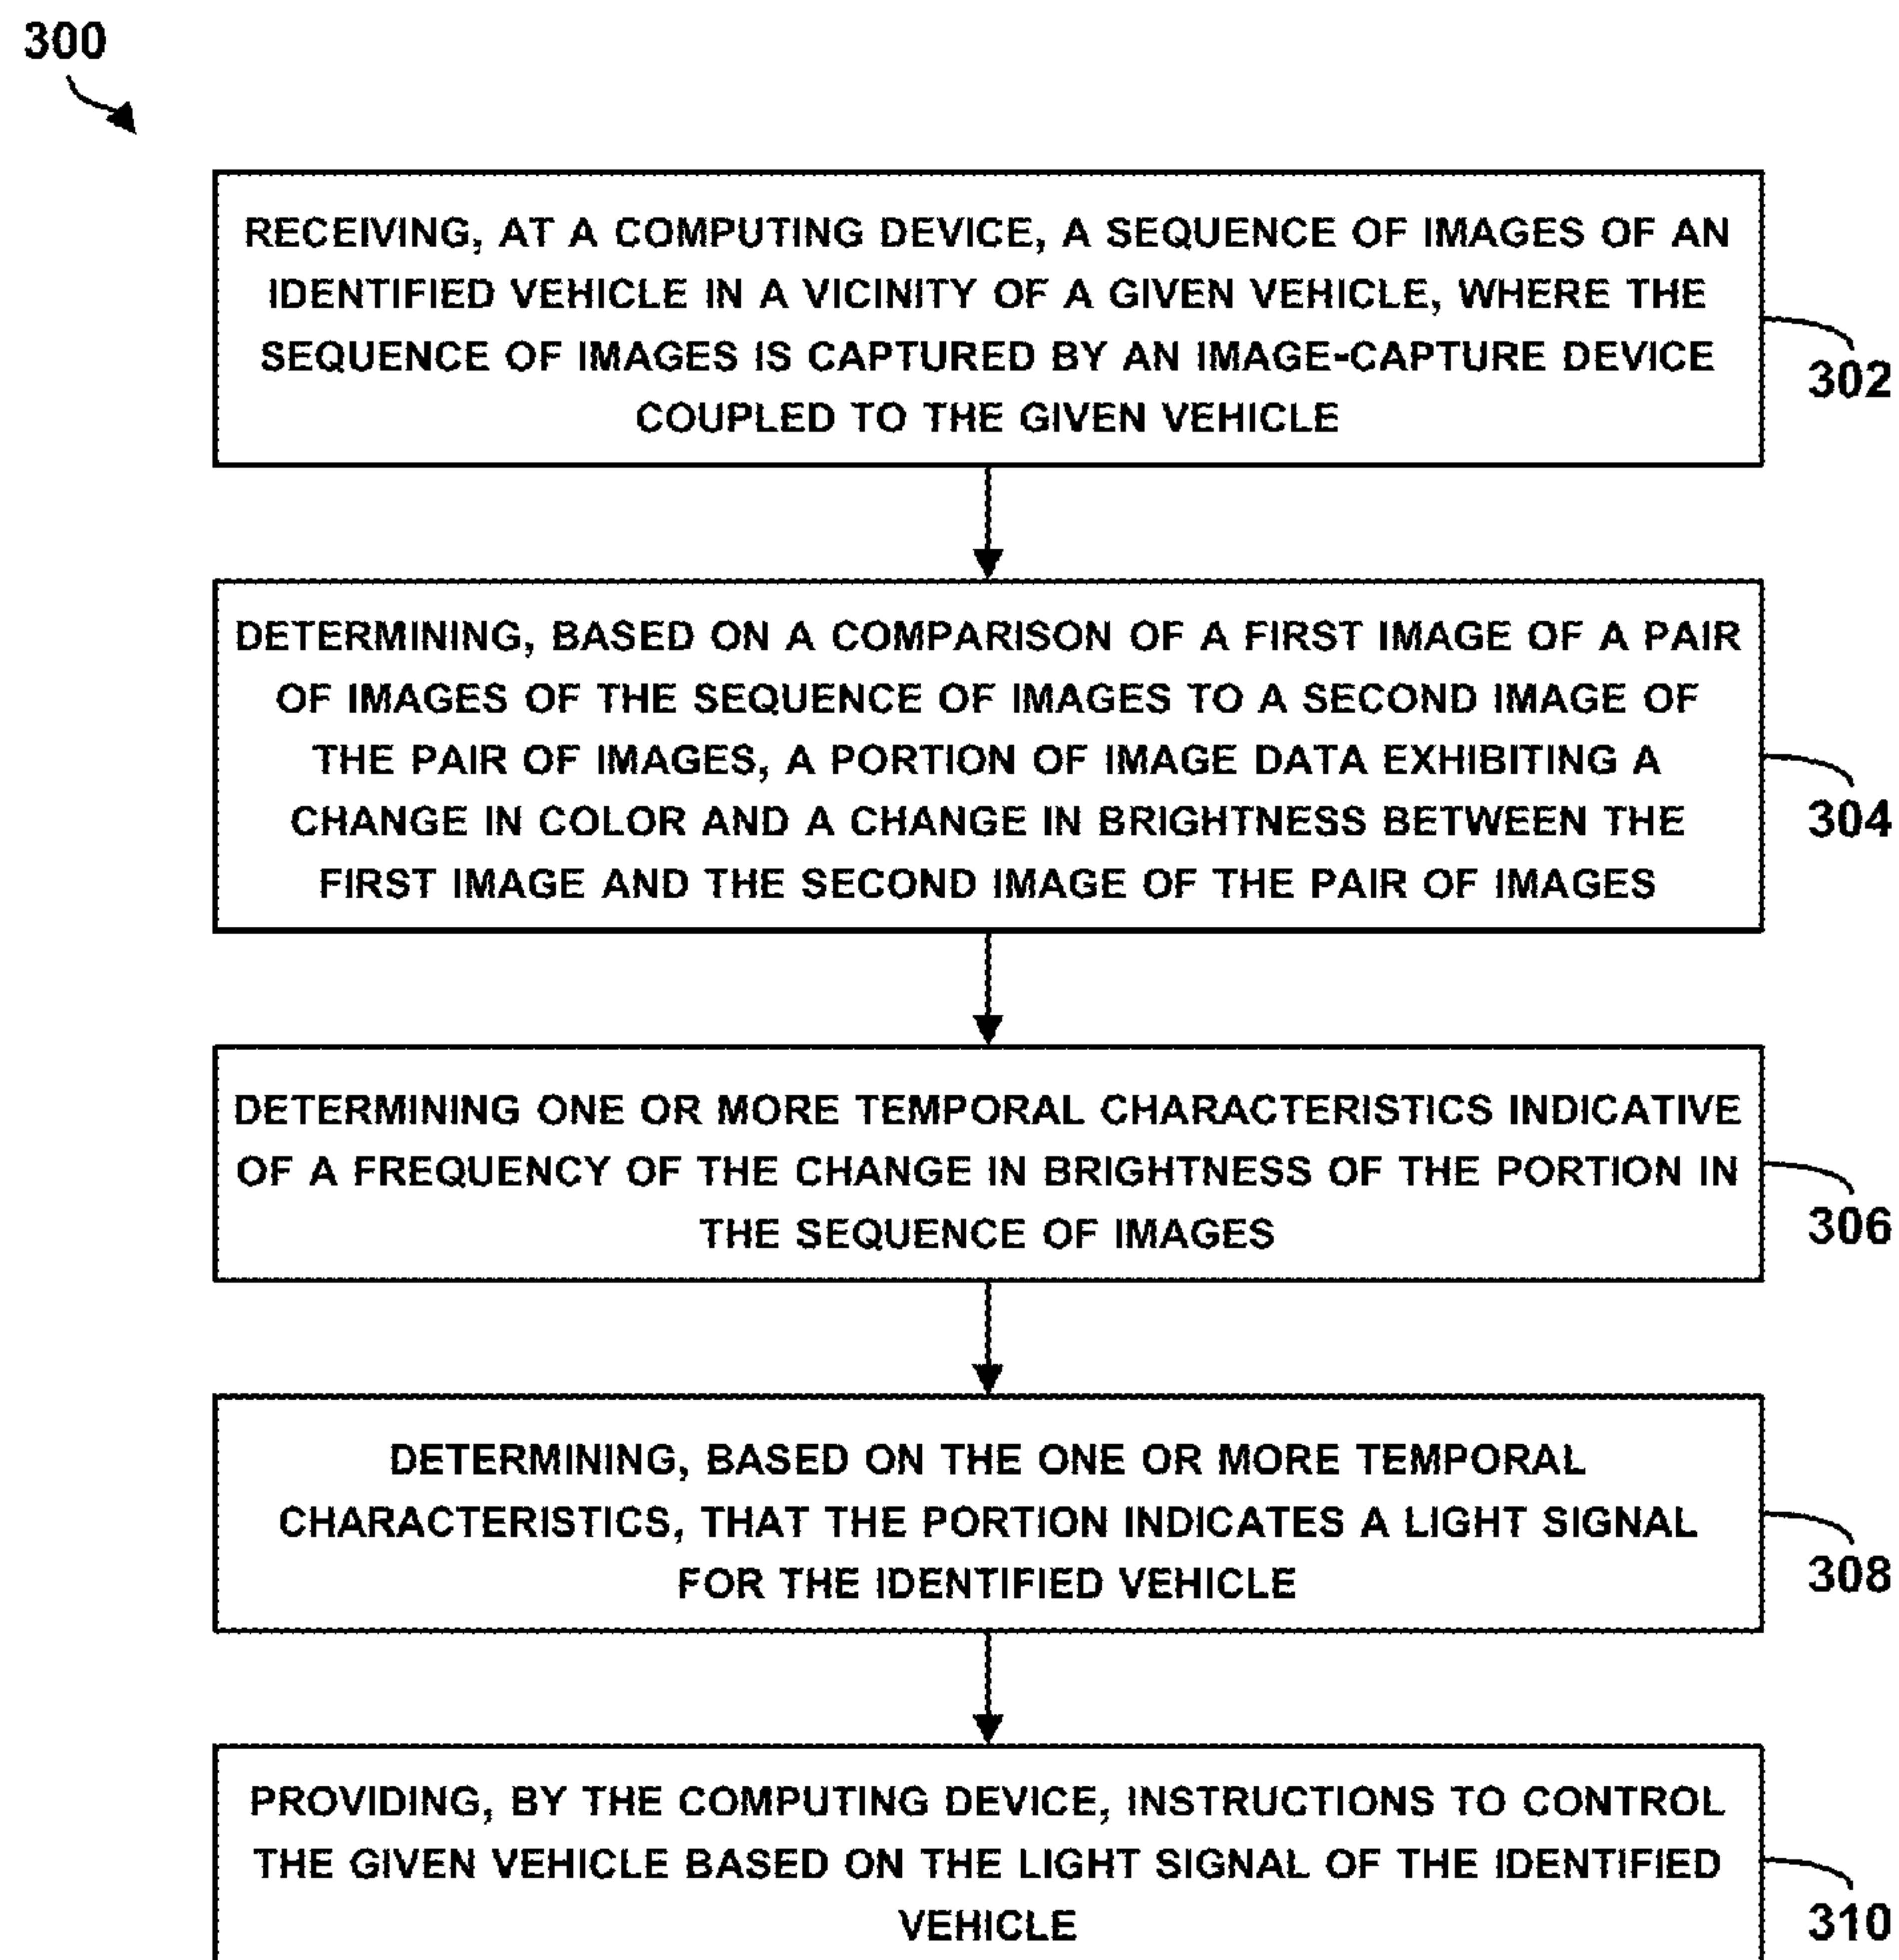 300
RECEIVING, AT A COMPUTING DEVICE, A SEQUENCE OF IMAGES OF AN
IDENTIFIED VEHICLE IN A VICINITY OF A GIVEN VEHICLE, WHERE THE
SEQUENCE OF IMAGES IS CAPTURED BY AN IMAGE-CAPTURE DEVICE
COUPLED TO THE GIVEN VEHICLE
302
DETERMINING, BASED ON A COMPARISON OF A FIRST IMAGE OF A PAIR
OF IMAGES OF THE SEQUENCE OF IMAGES TO A SECOND IMAGE OF
THE PAIR OF IMAGES, A PORTION OF IMAGE DATA EXHIBITING A
CHANGE IN COLOR AND A CHANGE IN BRIGHTNESS BETWEEN THE
FIRST IMAGE AND THE SECOND IMAGE OF THE PAIR OF IMAGES
304
DETERMINING ONE OR MORE TEMPORAL CHARACTERISTICS INDICATIVE
OF A FREQUENCY OF THE CHANGE IN BRIGHTNESS OF THE PORTION IN
THE SEQUENCE OF IMAGES
306
DETERMINING, BASED ON THE ONE OR MORE TEMPORAL
CHARACTERISTICS, THAT THE PORTION INDICATES A LIGHT SIGNAL
FOR THE IDENTIFIED VEHICLE
308
PROVIDING, BY THE COMPUTING DEVICE, INSTRUCTIONS TO CONTROL
THE GIVEN VEHICLE BASED ON THE LIGHT SIGNAL OF THE IDENTIFIED
VEHICLE
310